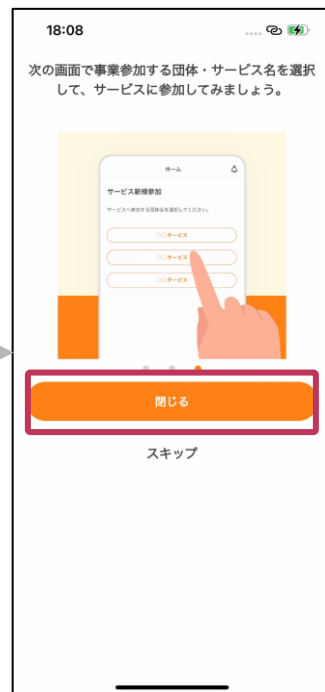 18:08
次の画面で事業参加する団体・サービス名を選択
して、サービスに参加してみましょう。
ホーム
サービス新規参加
サービスへ参加する団体名を選択してください。
〇〇サービス
〇〇サービス
〇〇サービス
閉じる
スキップ